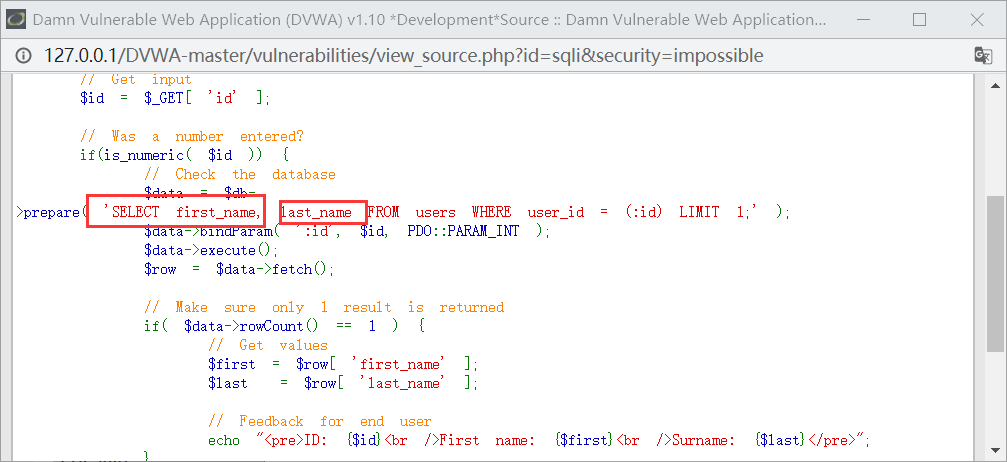 Damn Vulnerable Web Application (DVWA) v1.10 *Development*Source :: Damn Vulnerable Web Application...
127.0.0.1/DVWA-master/vulnerabilities/view_source.php?id=sqli&security=impossible
// Get input
$id = $_GET[ 'id' ];
// Was a number entered?
if(is_numeric( $id )) {
// Check the database
$data = $db-
>prepare( 'SELECT first_name, last_name FROM users WHERE user_id = (:id) LIMIT 1;' );
$data->bindParam( ':id', $id, PDO::PARAM_INT );
$data->execute();
$row = $data->fetch();
// Make sure only 1 result is returned
if( $data->rowCount() == 1 ) {
// Get values
$first = $row[ 'first_name' ];
$last = $row[ 'last_name' ];
// Feedback for end user
echo "<pre>ID: {$id}<br />First name: {$first}<br />Surname: {$last}</pre>";
}